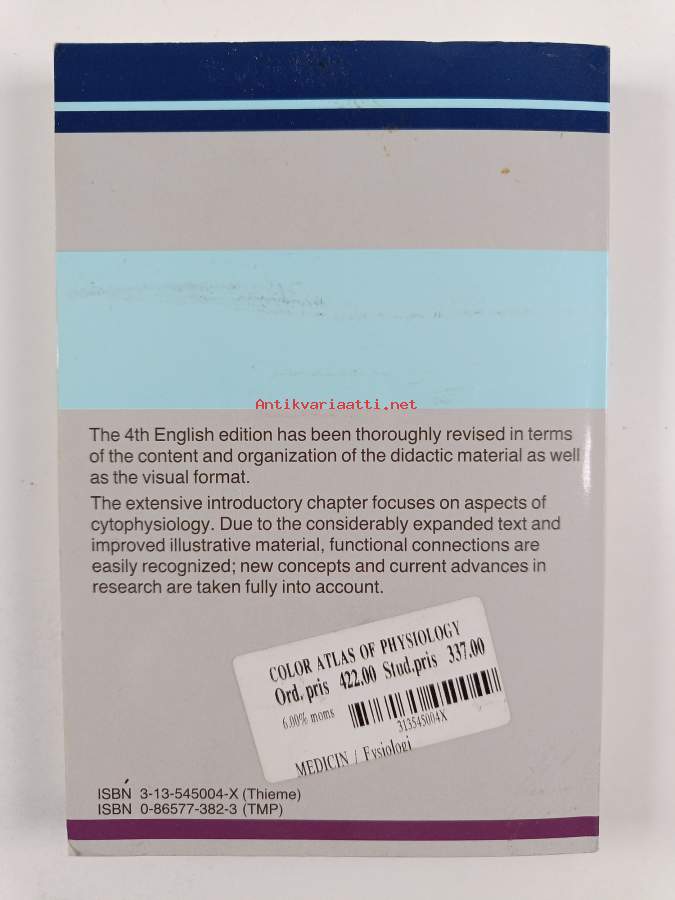 Antikvariaatti.net
The 4th English edition has been thoroughly revised in terms
of the content and organization of the didactic material as well
as the visual format.
The extensive introductory chapter focuses on aspects of
cytophysiology. Due to the considerably expanded text and
improved illustrative material, functional connections are
easily recognized; new concepts and current advances in
research are taken fully into account.
COLOR ATLAS OF PHYSIOLOGY
Ord. pris 422.00 Stud.pris 337.00
6.00% moms
313545004X
MEDICIN / Fysiologi
ISBN 3-13-545004-X (Thieme)
ISBN 0-86577-382-3 (TMP)